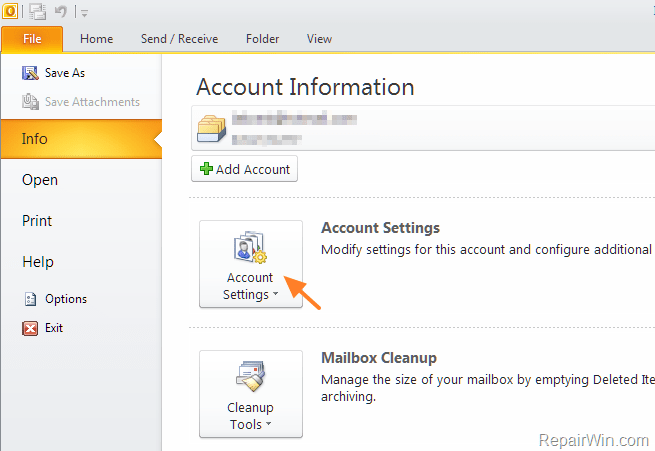 File Home Send / Receive Folder View
Save As
Save Attachments
Info
Open
Print
Help
Options
Exit
Account Information
Add Account
Account
Settings
Account Settings
Modify settings for this account and configure additional
Cleanup
Tools
Mailbox Cleanup
Manage the size of your mailbox by emptying Deleted Ite
archiving.
RepairWin.com